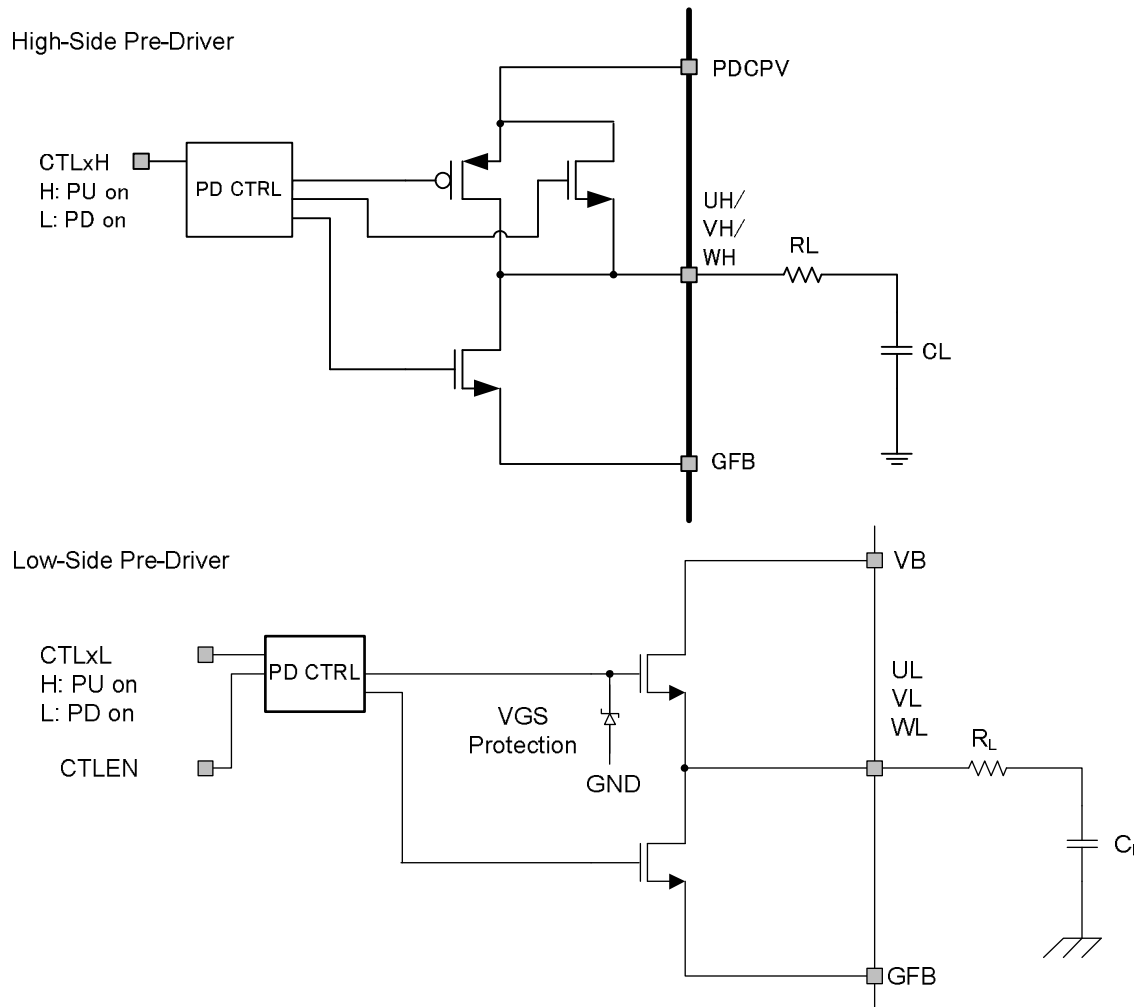 High-Side Pre-Driver
PDCPV
CTLxH
H: PU on
L: PD on
PD CTRL
UH/
VH/
WH
RL
CL
GFB
Low-Side Pre-Driver
VB
CTLxL
H: PU on
L: PD on
PD CTRL
CTLEN
VGS
Protection
GND
UL
VL
WL
RL
GFB